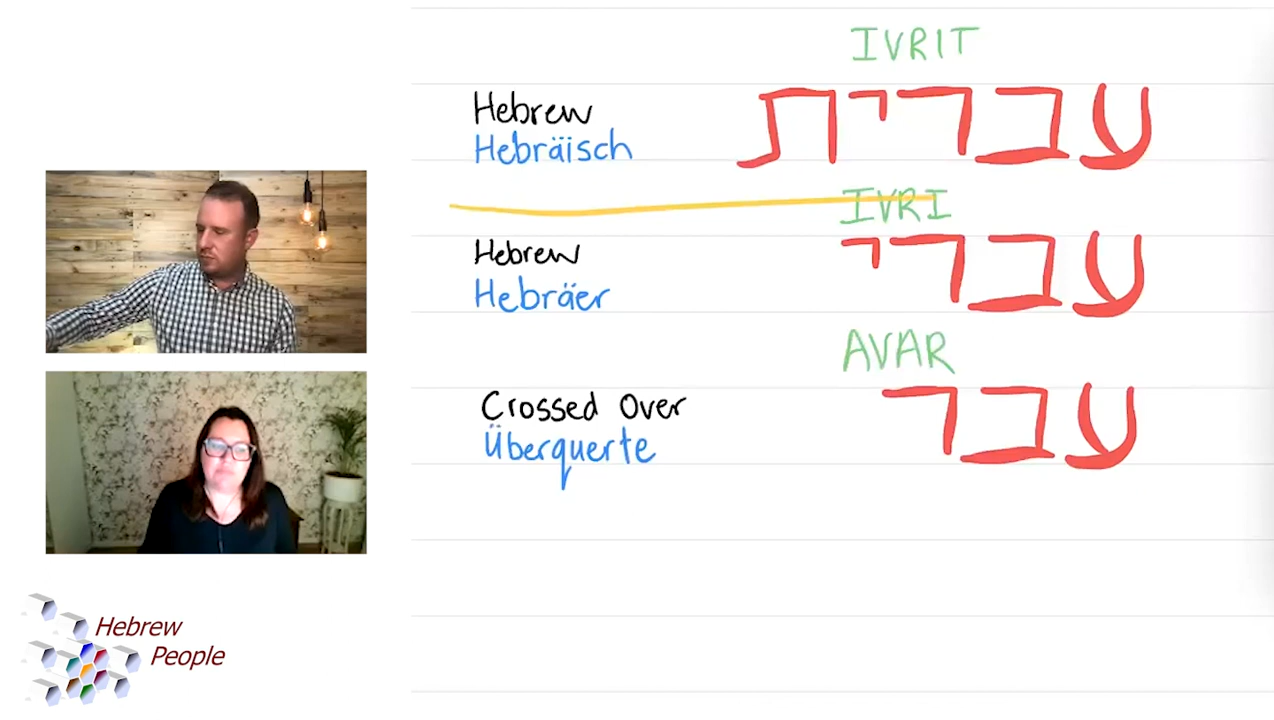 IVRIT
Hebrew עברית
Hebräisch
IVRI
Hebrew עברי
Hebräer
AVAR
Crossed Over עבר
Überquerte
Hebrew
People